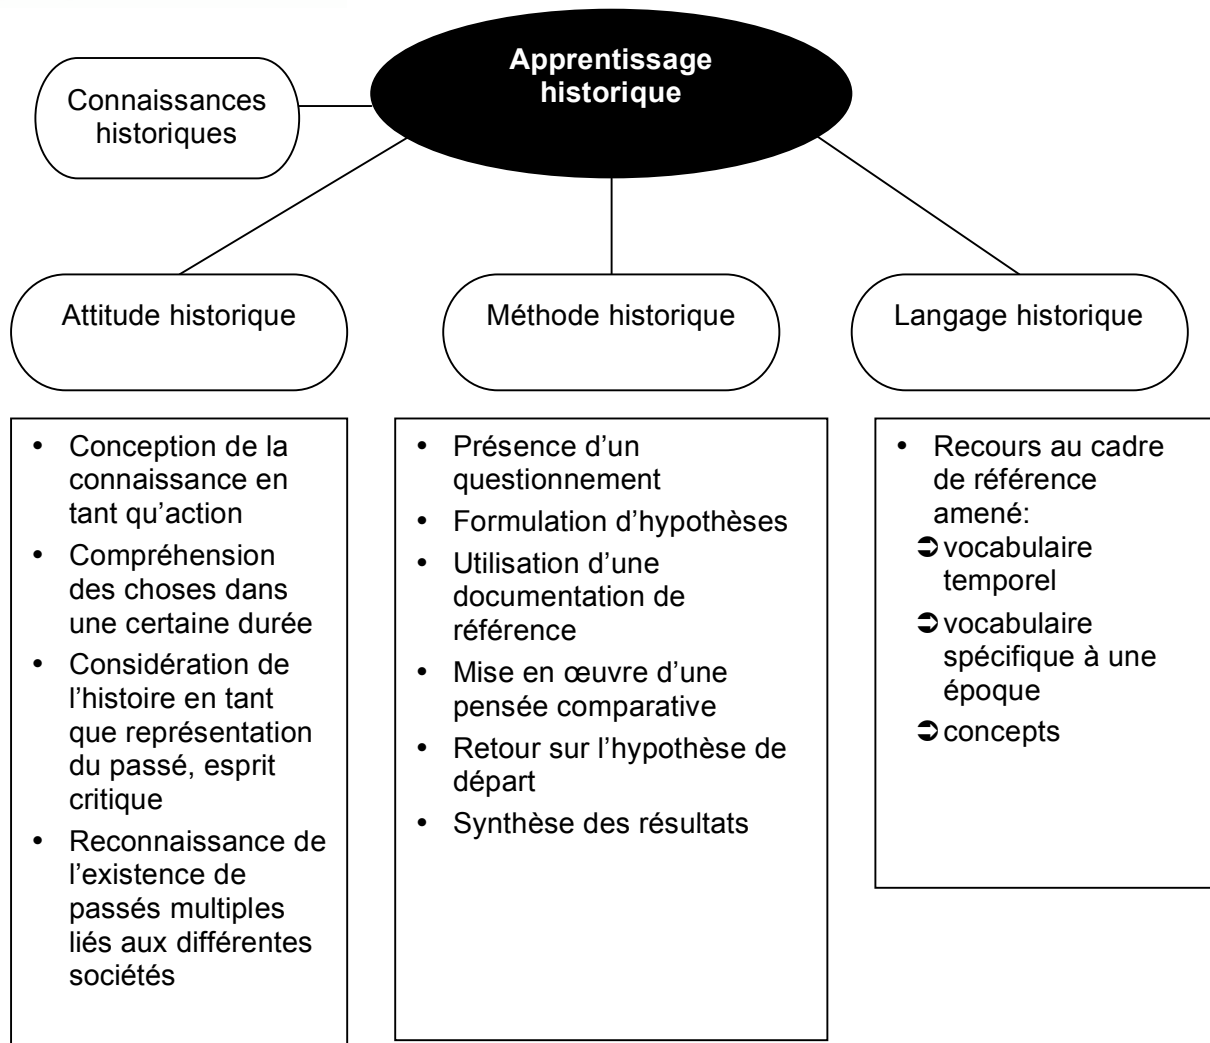 Apprentissage
historique
Connaissances
historiques
Attitude historique
Méthode historique
Langage historique
• Conception de la
connaissance en
tant qu’action
• Compréhension
des choses dans
une certaine durée
• Considération de
l’histoire en tant
que représentation
du passé, esprit
critique
• Reconnaissance de
l’existence de
passés multiples
liés aux différentes
sociétés
• Présence d’un
questionnement
• Formulation d’hypothèses
• Utilisation d’une
documentation de
référence
• Mise en œuvre d’une
pensée comparative
• Retour sur l’hypothèse de
départ
• Synthèse des résultats
• Recours au cadre
de référence
amené:
➲ vocabulaire
temporel
➲ vocabulaire
spécifique à une
époque
➲ concepts